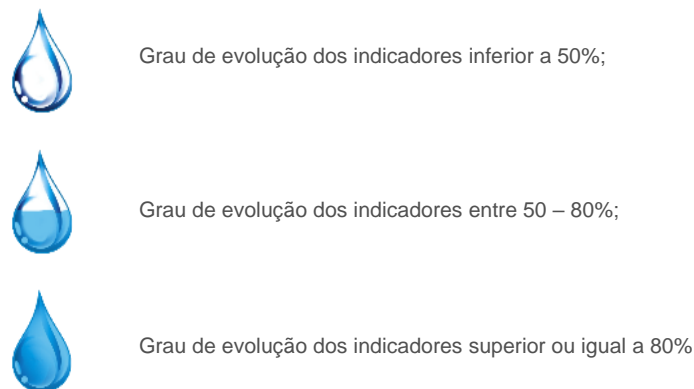 Grau de evolução dos indicadores inferior a 50%;
Grau de evolução dos indicadores entre 50 – 80%;
Grau de evolução dos indicadores superior ou igual a 80%